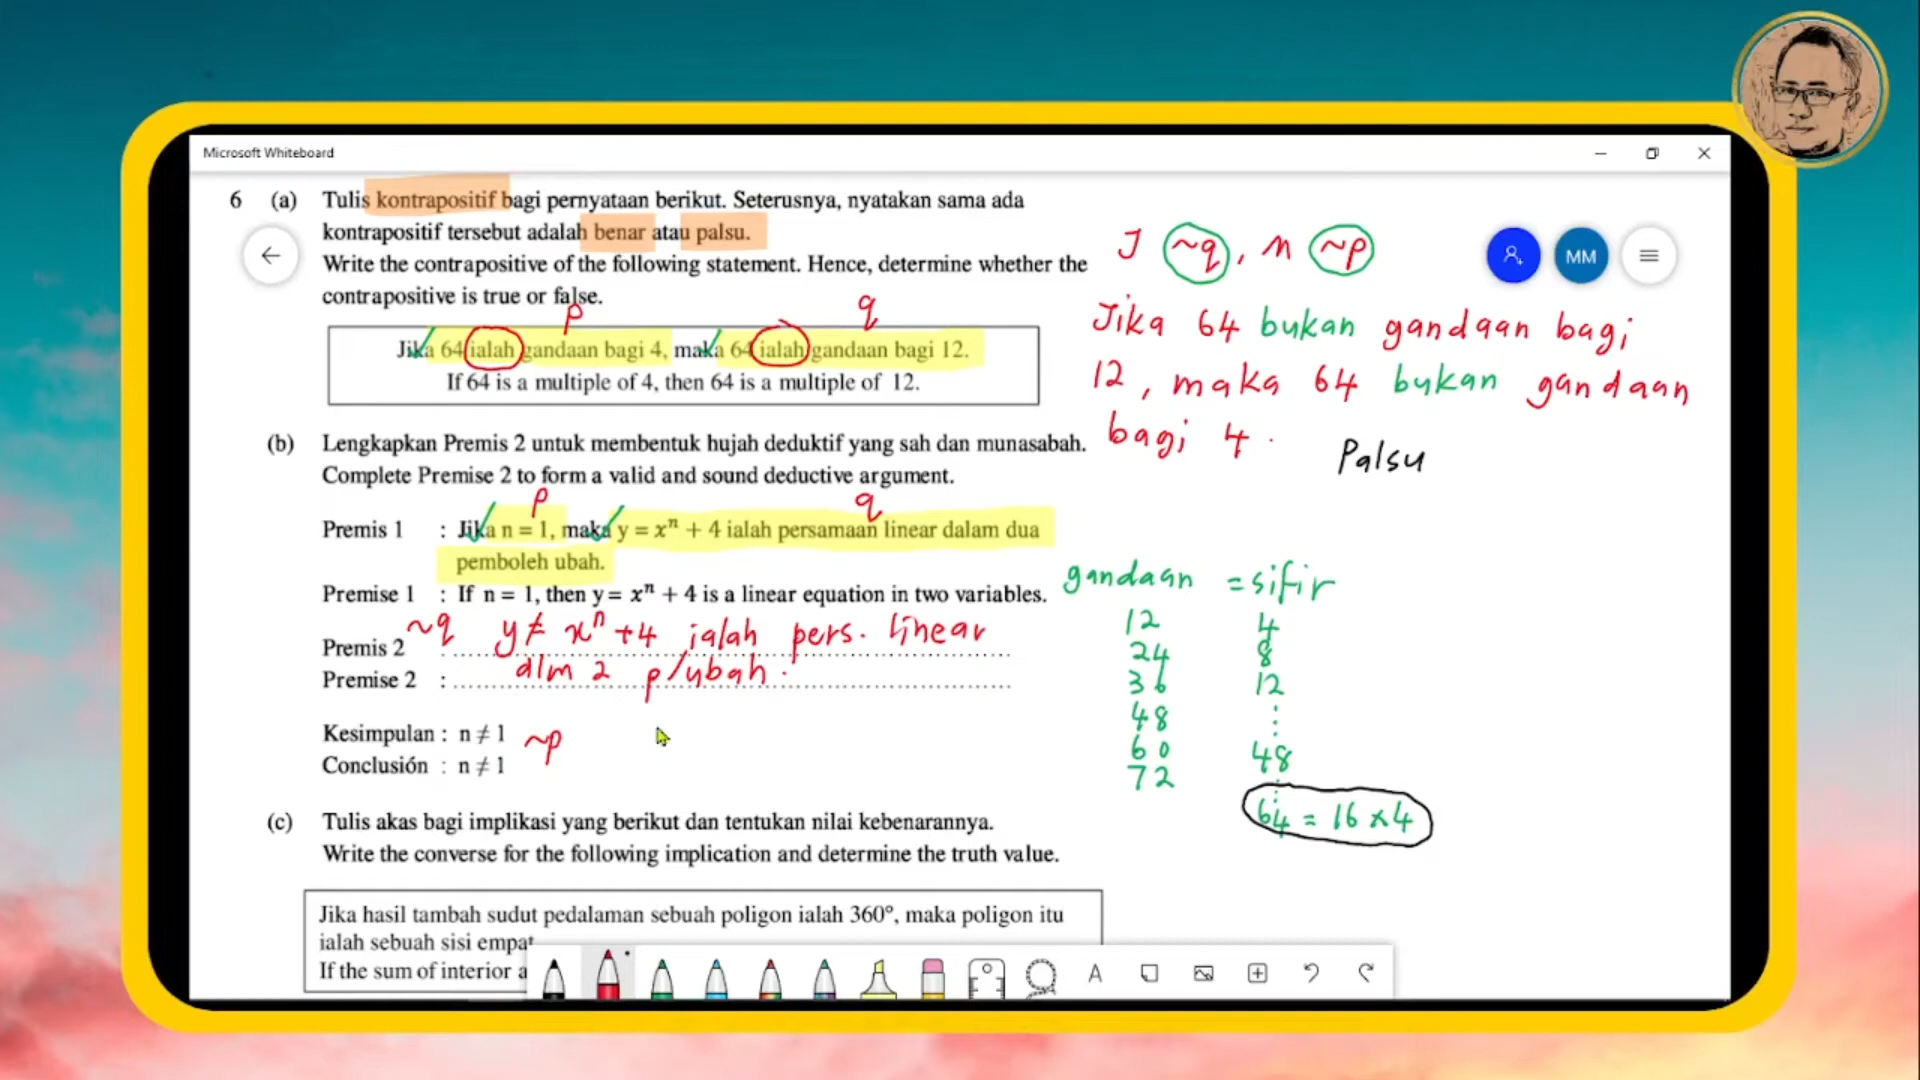 Microsoft Whiteboard
6 (a) Tulis kontrapositif bagi pernyataan berikut. Seterusnya, nyatakan sama ada
kontrapositif tersebut adalah benar atau palsu.
Write the contrapositive of the following statement. Hence, determine whether the
contrapositive is true or false.
p q
Jika 64 ialah gandaan bagi 4, maka 64 ialah gandaan bagi 12.
If 64 is a multiple of 4, then 64 is a multiple of 12.
J ~q, M ~p
MM
Jika 64 bukan gandaan bagi
12, maka 64 bukan gandaan
bagi 4.
Palsu
(b) Lengkapkan Premis 2 untuk membentuk hujah deduktif yang sah dan munasabah.
Complete Premise 2 to form a valid and sound deductive argument.
p q
Premis 1 : Jika n = 1, maka y = xⁿ + 4 ialah persamaan linear dalam dua
pemboleh ubah.
Premise 1 : If n = 1, then y = xⁿ + 4 is a linear equation in two variables.
~q y ≠ xⁿ + 4 ialah pers. linear
Premis 2
dlm 2 p/ubah.
Premise 2 :
Kesimpulan : n ≠ 1
~p
Conclusión : n ≠ 1
gandaan = sifir
12 4
24 8
36 12
48 ⋮
60 48
72 ⋮
64 = 16 × 4
(c) Tulis akas bagi implikasi yang berikut dan tentukan nilai kebenarannya.
Write the converse for the following implication and determine the truth value.
Jika hasil tambah sudut pedalaman sebuah poligon ialah 360°, maka poligon itu
ialah sebuah sisi empat
If the sum of interior a
A